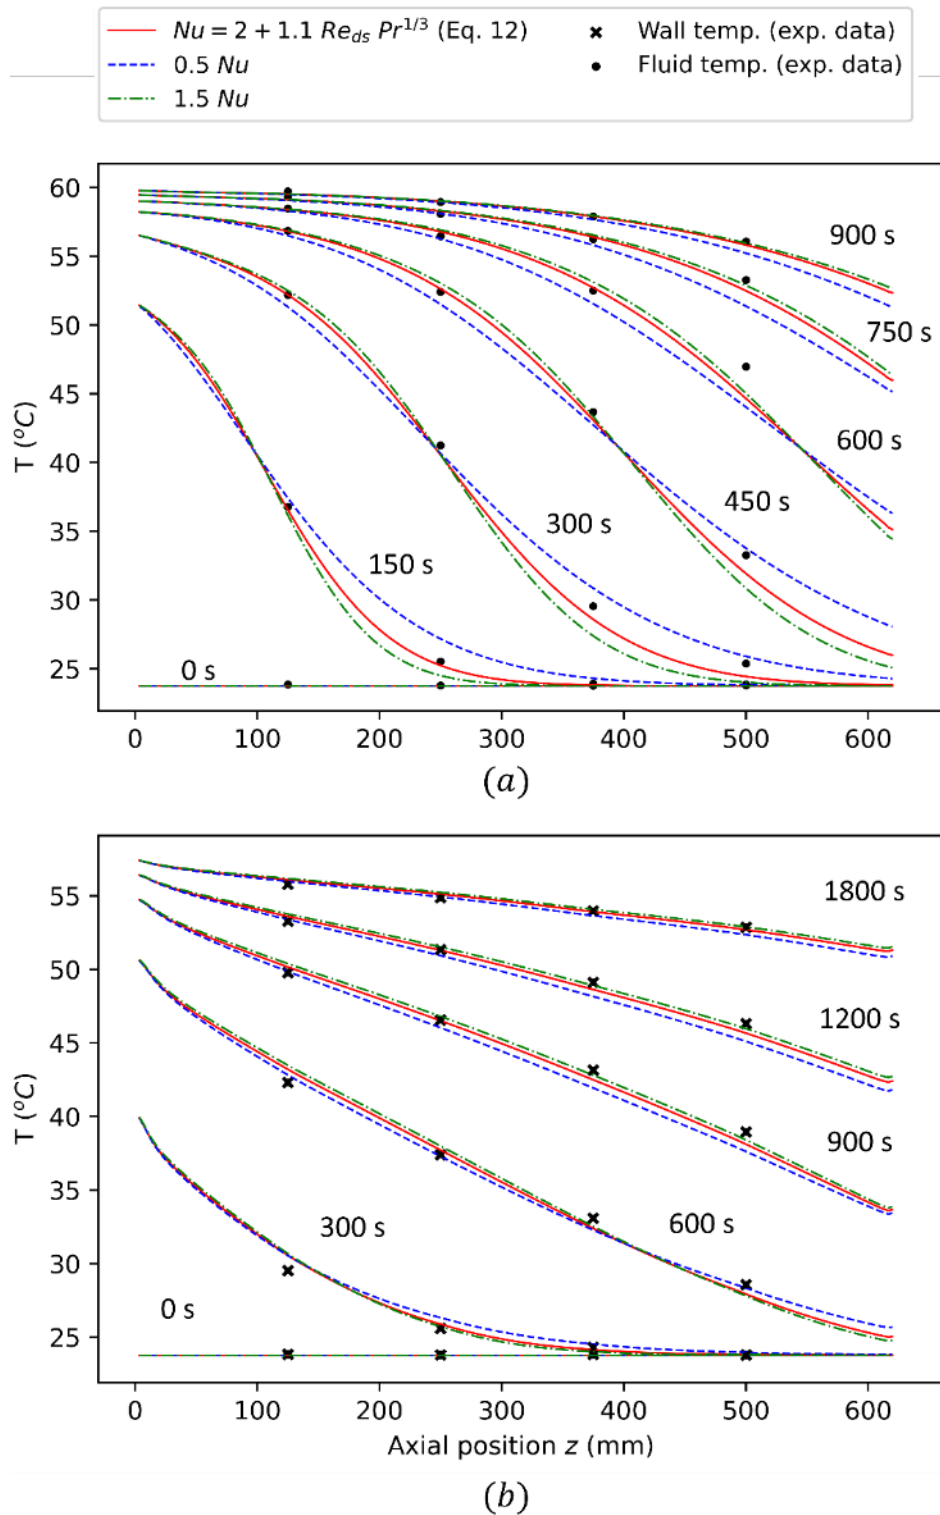 Nu = 2 + 1.1 Re_ds Pr^1/3 (Eq. 12)
0.5 Nu
1.5 Nu
Wall temp. (exp. data)
Fluid temp. (exp. data)
60
55
50
45
40
35
30
25
T (°C)
900 s
750 s
600 s
450 s
300 s
150 s
0 s
0 100 200 300 400 500 600
(a)
55
50
45
40
35
30
25
T (°C)
1800 s
1200 s
900 s
600 s
300 s
0 s
0 100 200 300 400 500 600
Axial position z (mm)
(b)